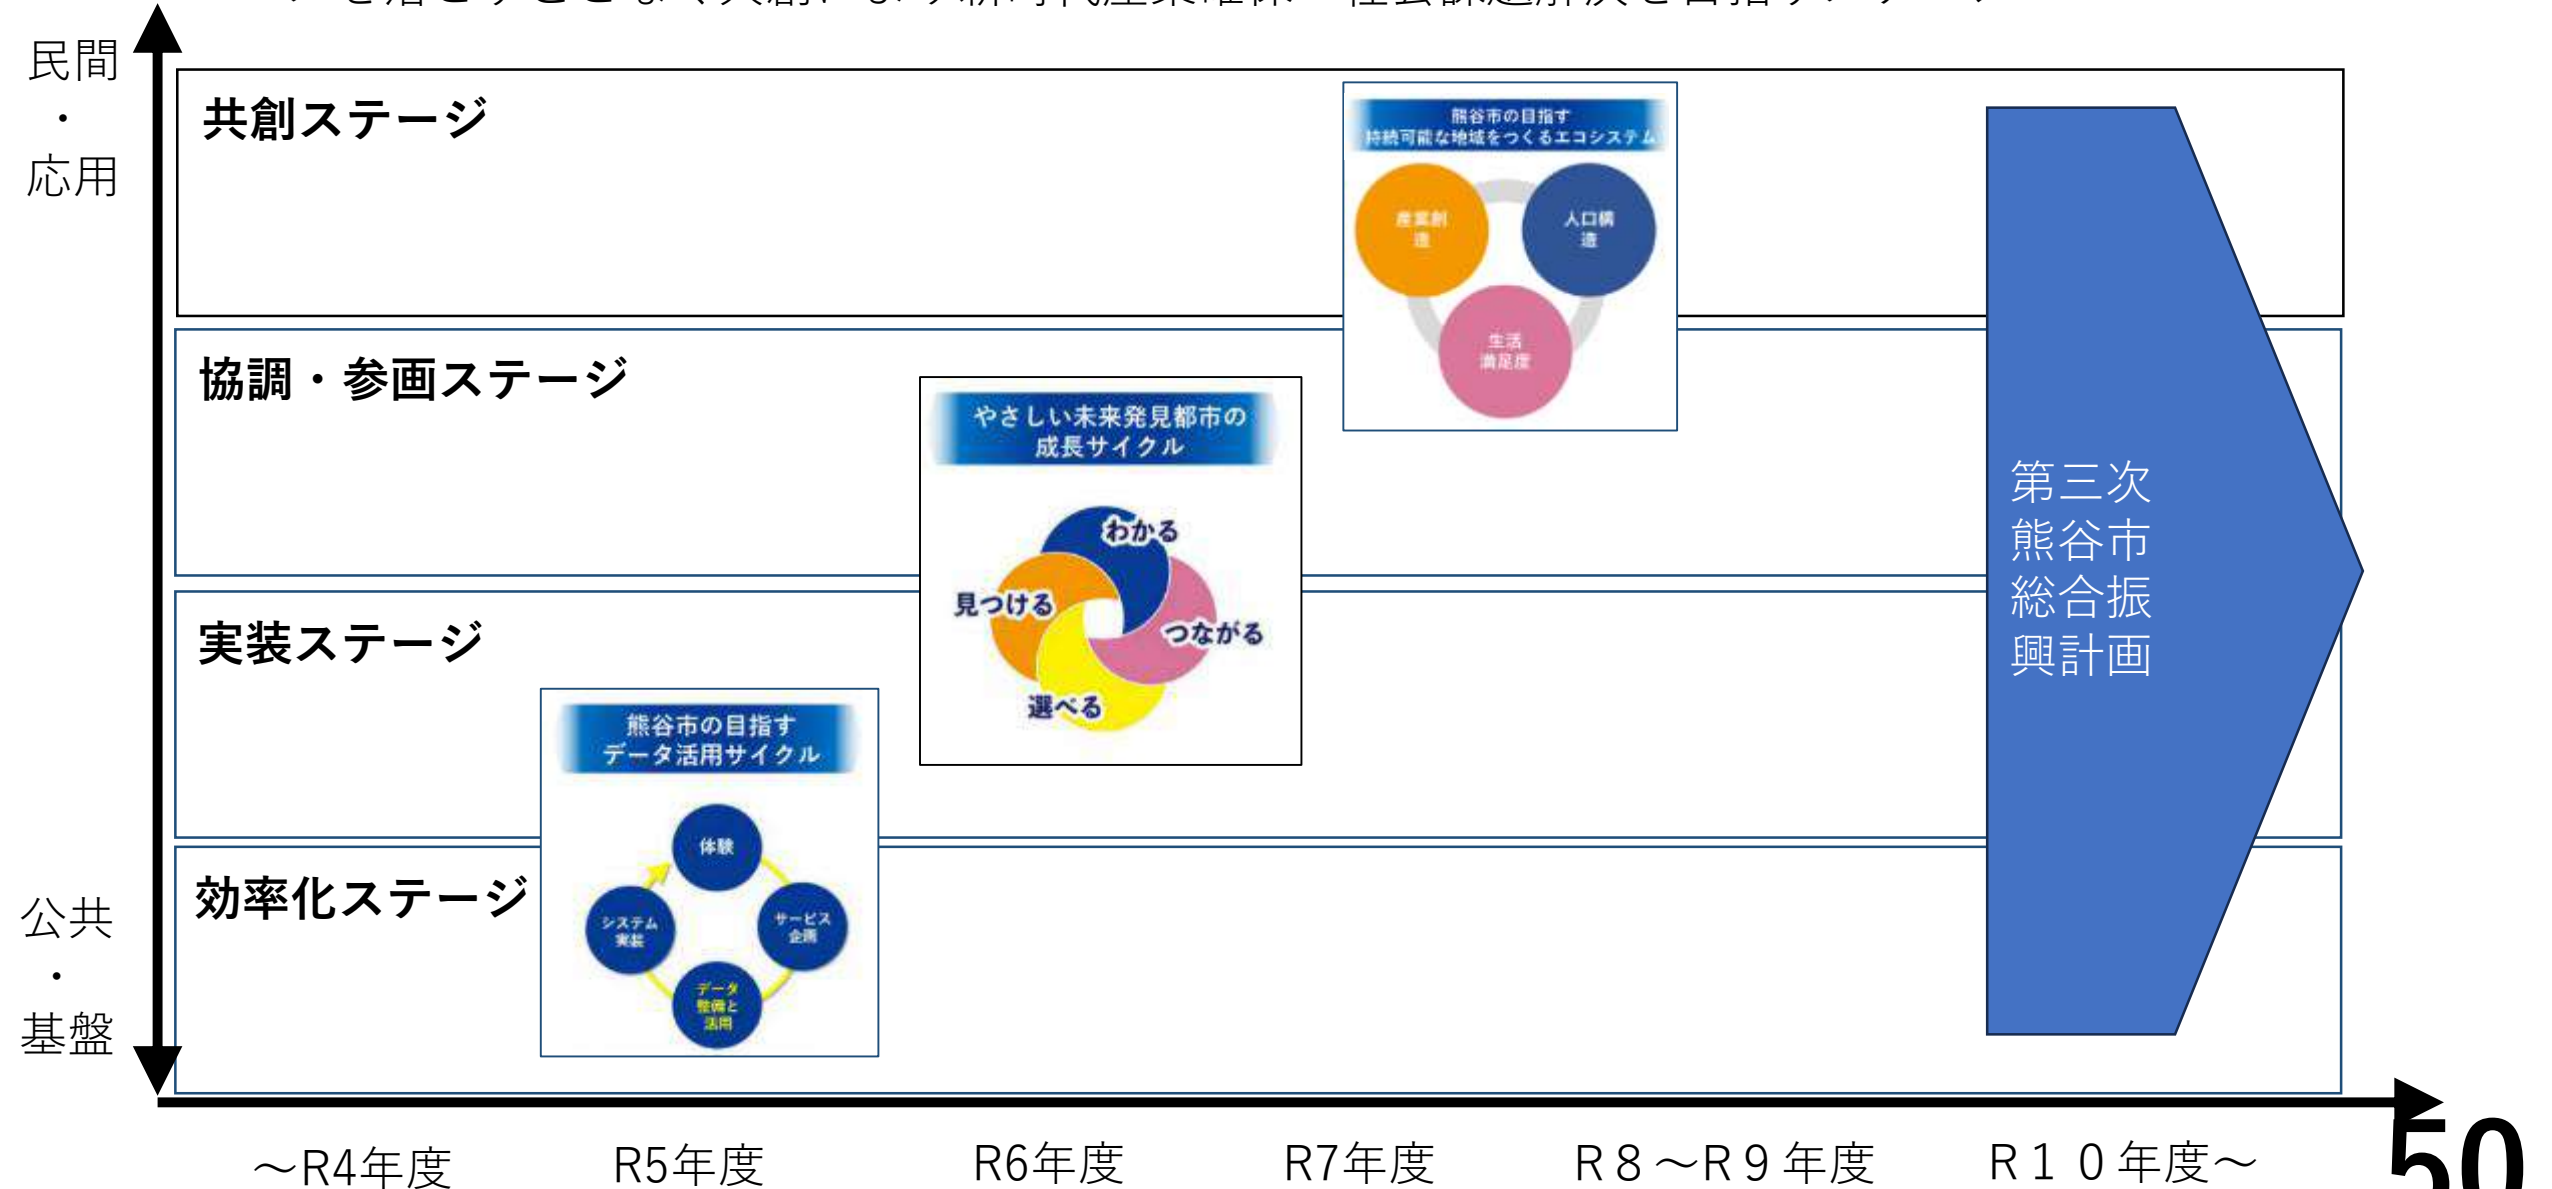 民間
・
応用
共創ステージ
熊谷市の目指す
持続可能な地域をつくるエコシステム
産業創
造
人口構
造
生活
満足度
協調・参画ステージ
やさしい未来発見都市の
成長サイクル
わかる
見つける
つながる
選べる
第三次
熊谷市
総合振
興計画
実装ステージ
熊谷市の目指す
データ活用サイクル
体験
システム
実装
サービス
企画
データ
整備と
活用
効率化ステージ
公共
・
基盤
～R4年度
R5年度
R6年度
R7年度
R８～R９年度
R１０年度～
50